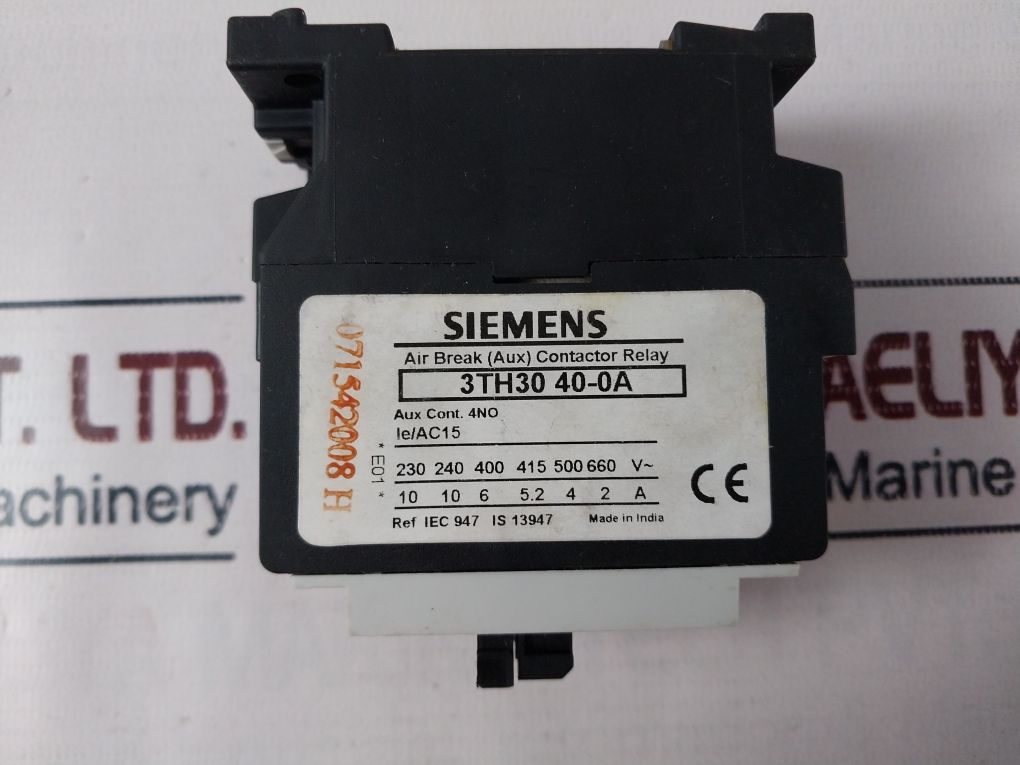 SIEMENS
Air Break (Aux) Contactor Relay
3TH30 40-0A
Aux Cont. 4NO
Ie/AC15
230 240 400 415 500 660 V~
10 10 6 5.2 4 2 A
Ref IEC 947 IS 13947 Made in India
CE
* E01 *
071542008 H
T. LTD.
achinery
AELIY
Marine